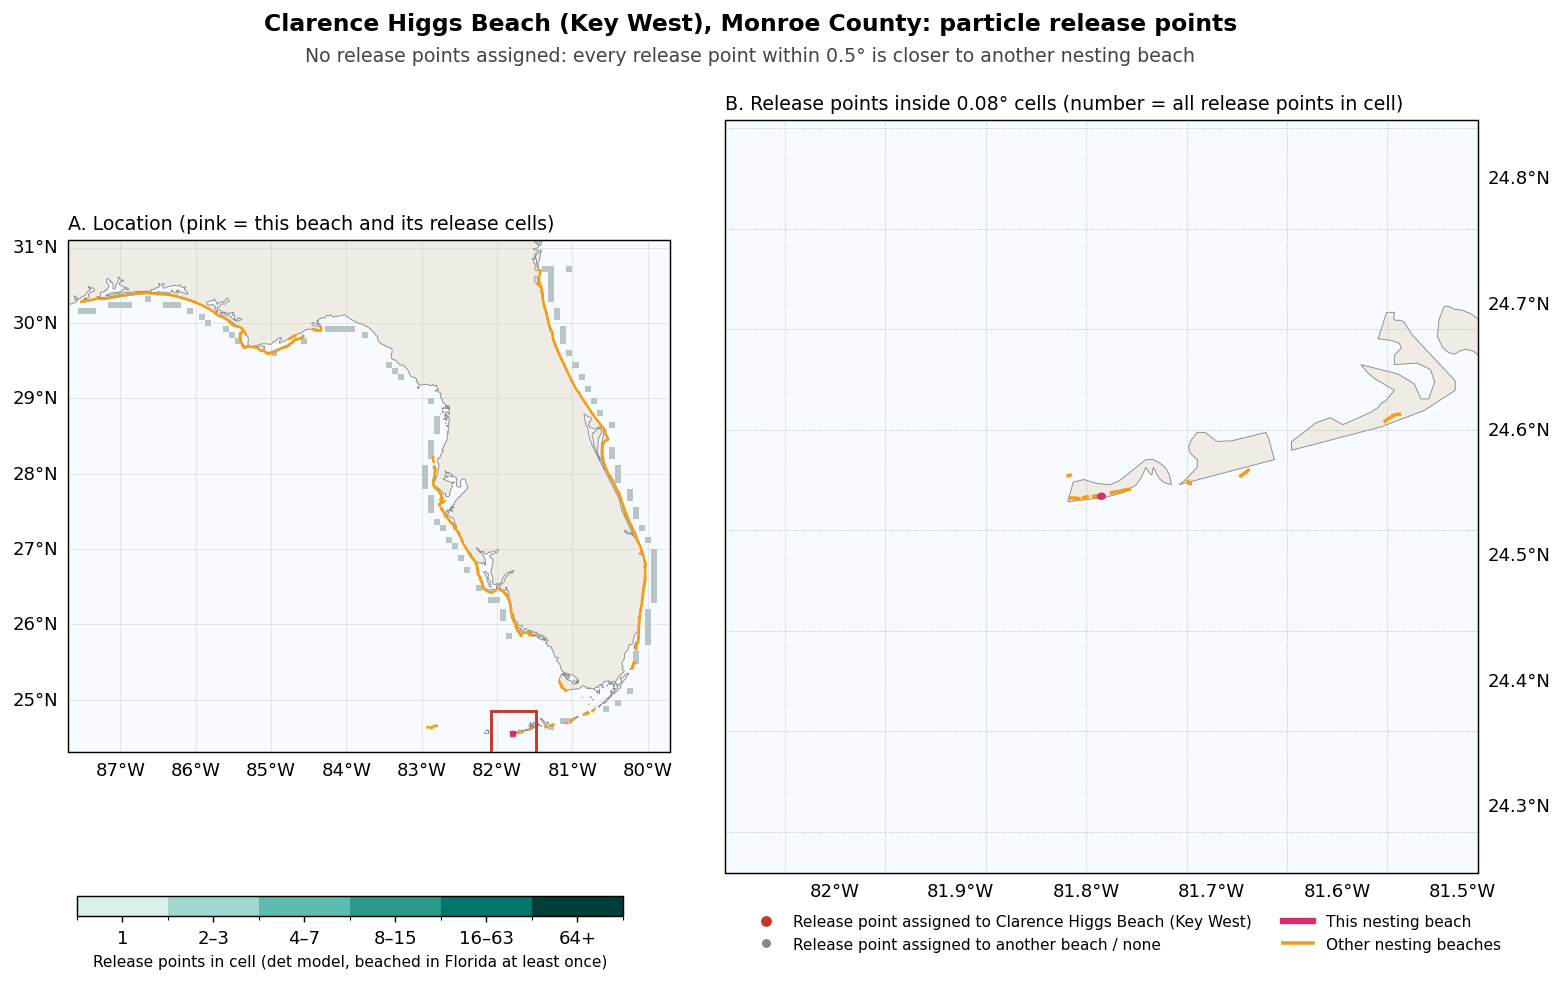 Clarence Higgs Beach (Key West), Monroe County: particle release points
No release points assigned: every release point within 0.5° is closer to another nesting beach
A. Location (pink = this beach and its release cells)
31°N
30°N
29°N
28°N
27°N
26°N
25°N
87°W 86°W 85°W 84°W 83°W 82°W 81°W 80°W
B. Release points inside 0.08° cells (number = all release points in cell)
24.8°N
24.7°N
24.6°N
24.5°N
24.4°N
24.3°N
82°W 81.9°W 81.8°W 81.7°W 81.6°W 81.5°W
1 2–3 4–7 8–15 16–63 64+
Release points in cell (det model, beached in Florida at least once)
Release point assigned to Clarence Higgs Beach (Key West)
Release point assigned to another beach / none
This nesting beach
Other nesting beaches